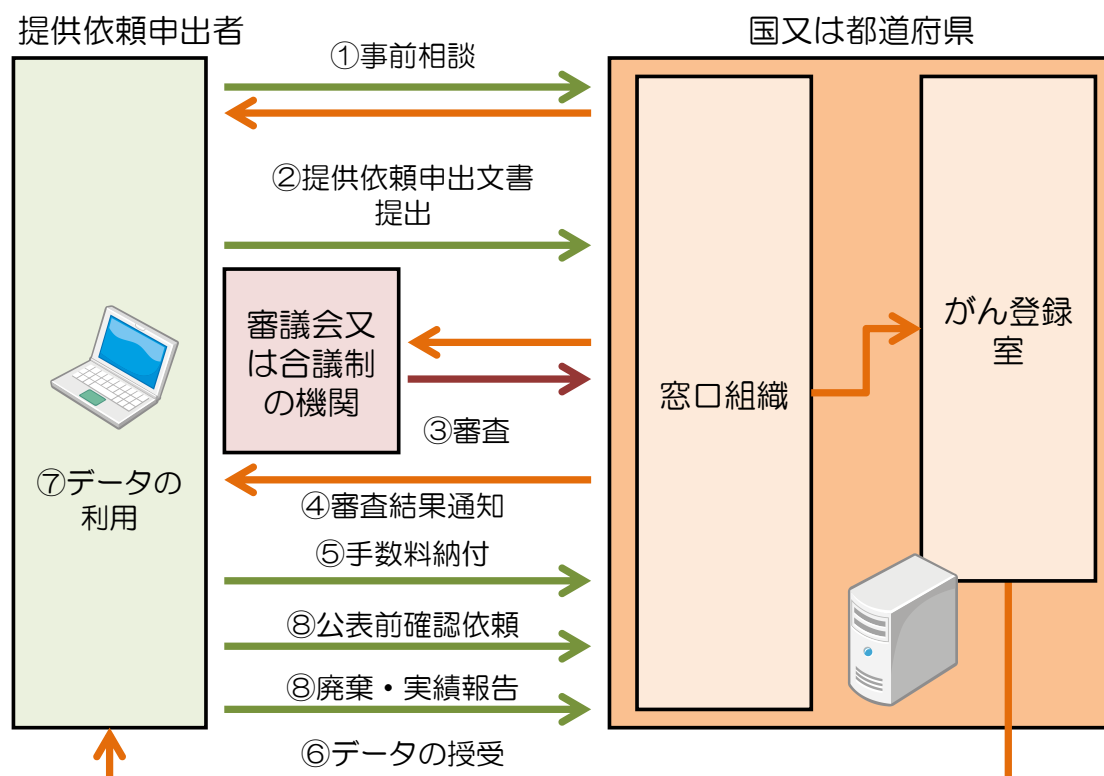 提供依頼申出者
国又は都道府県
①事前相談
②提供依頼申出文書
提出
審議会又
は合議制
の機関
③審査
窓口組織
がん登録
室
⑦データの
利用
④審査結果通知
⑤手数料納付
⑧公表前確認依頼
⑧廃棄・実績報告
⑥データの授受